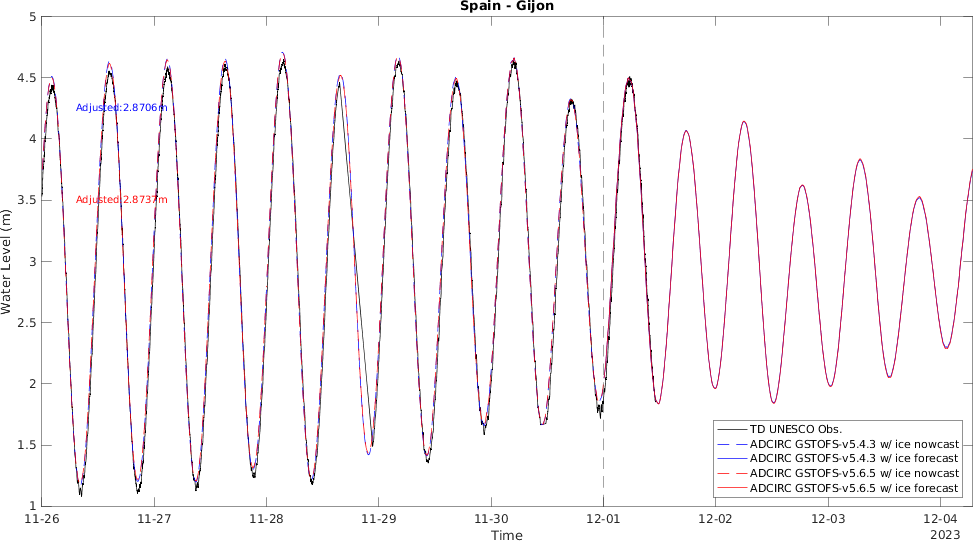 Spain - Gijon
5
4.5
4
3.5
3
2.5
2
1.5
1
Water Level (m)
Adjusted:2.8706m
Adjusted:2.8737m
TD UNESCO Obs.
ADCIRC GSTOFS-v5.4.3 w/ ice nowcast
ADCIRC GSTOFS-v5.4.3 w/ ice forecast
ADCIRC GSTOFS-v5.6.5 w/ ice nowcast
ADCIRC GSTOFS-v5.6.5 w/ ice forecast
11-26 11-27 11-28 11-29 11-30 12-01 12-02 12-03 12-04
Time
2023